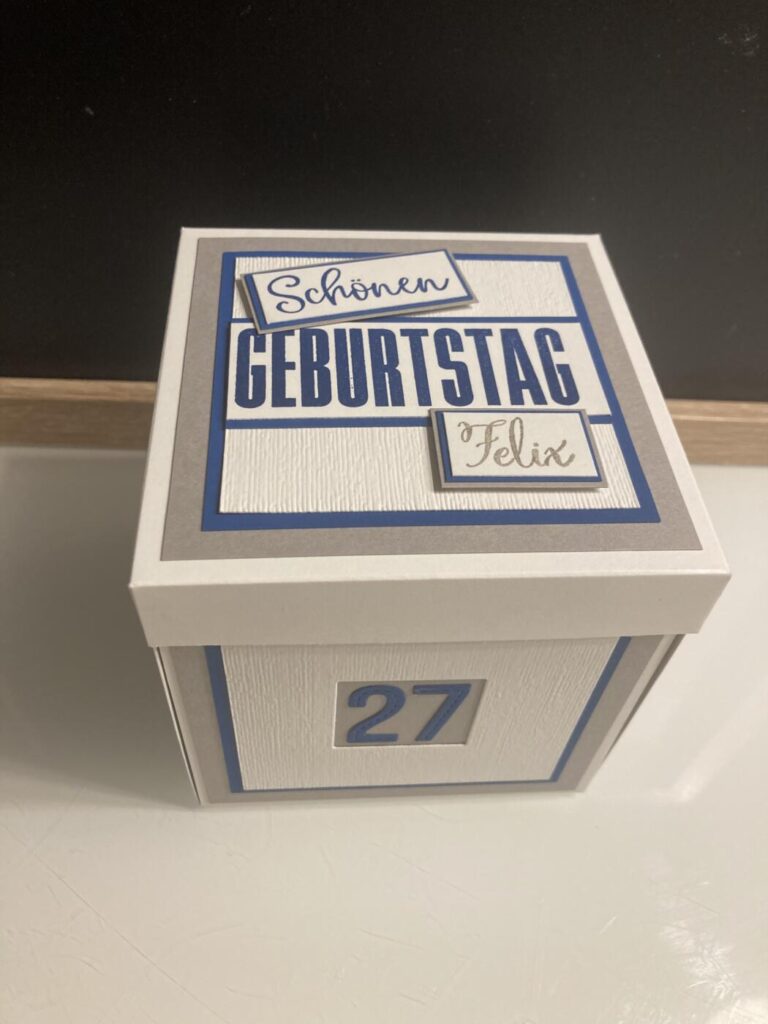 Schönen
GEBURTSTAG
Felix
27